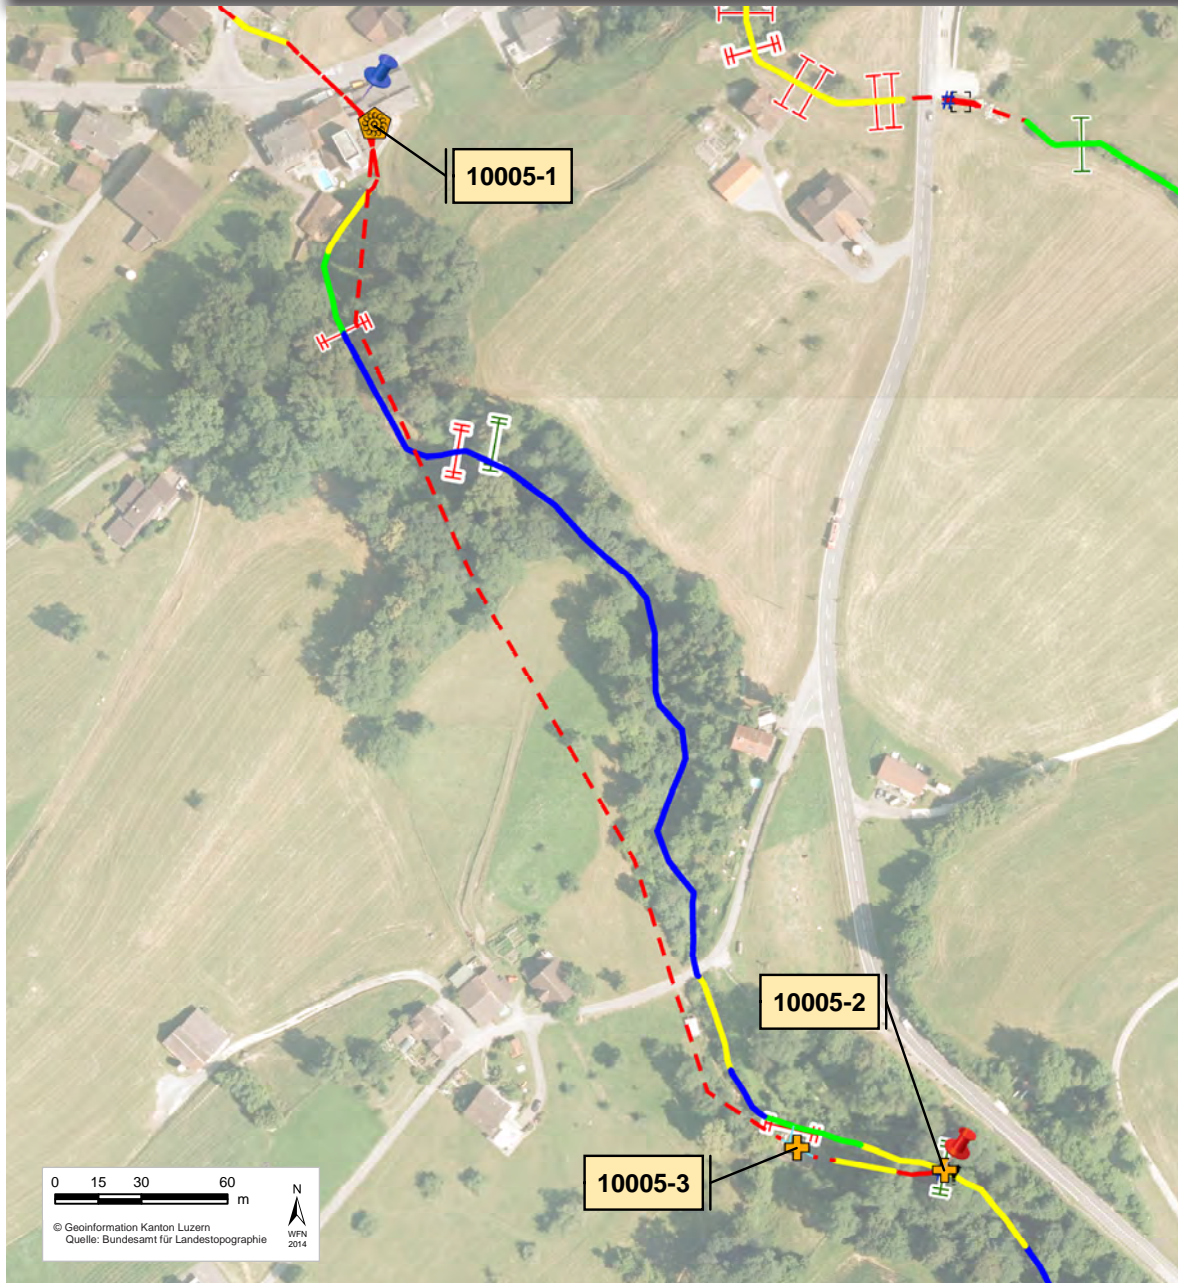 10005-1
10005-2
10005-3
0 15 30 60 m
N
WFN
2014
© Geoinformation Kanton Luzern
Quelle: Bundesamt für Landestopographie